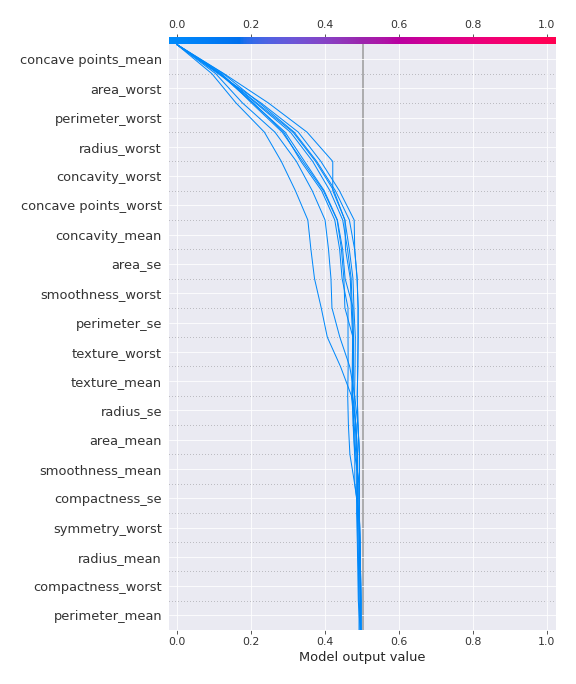 0.0 0.2 0.4 0.6 0.8 1.0
concave points_mean
area_worst
perimeter_worst
radius_worst
concavity_worst
concave points_worst
concavity_mean
area_se
smoothness_worst
perimeter_se
texture_worst
texture_mean
radius_se
area_mean
smoothness_mean
compactness_se
symmetry_worst
radius_mean
compactness_worst
perimeter_mean
0.0 0.2 0.4 0.6 0.8 1.0
Model output value